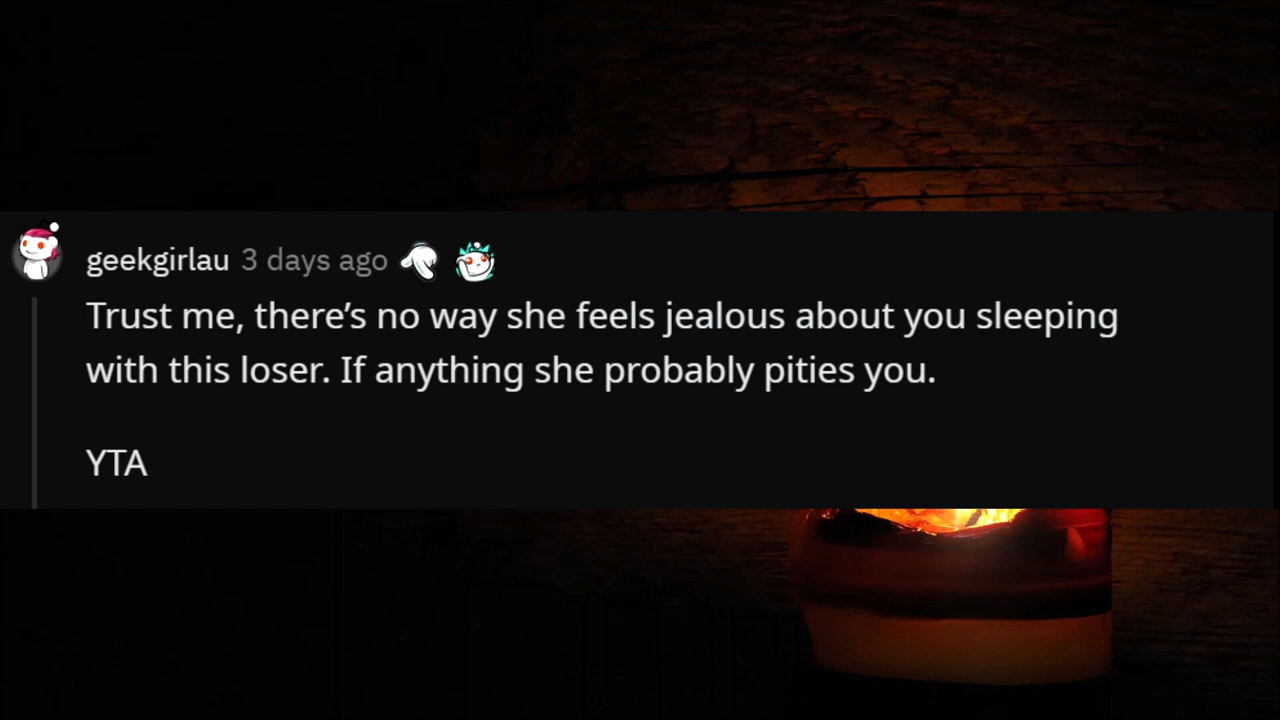 geekgirlau 3 days ago
Trust me, there’s no way she feels jealous about you sleeping
with this loser. If anything she probably pities you.
YTA